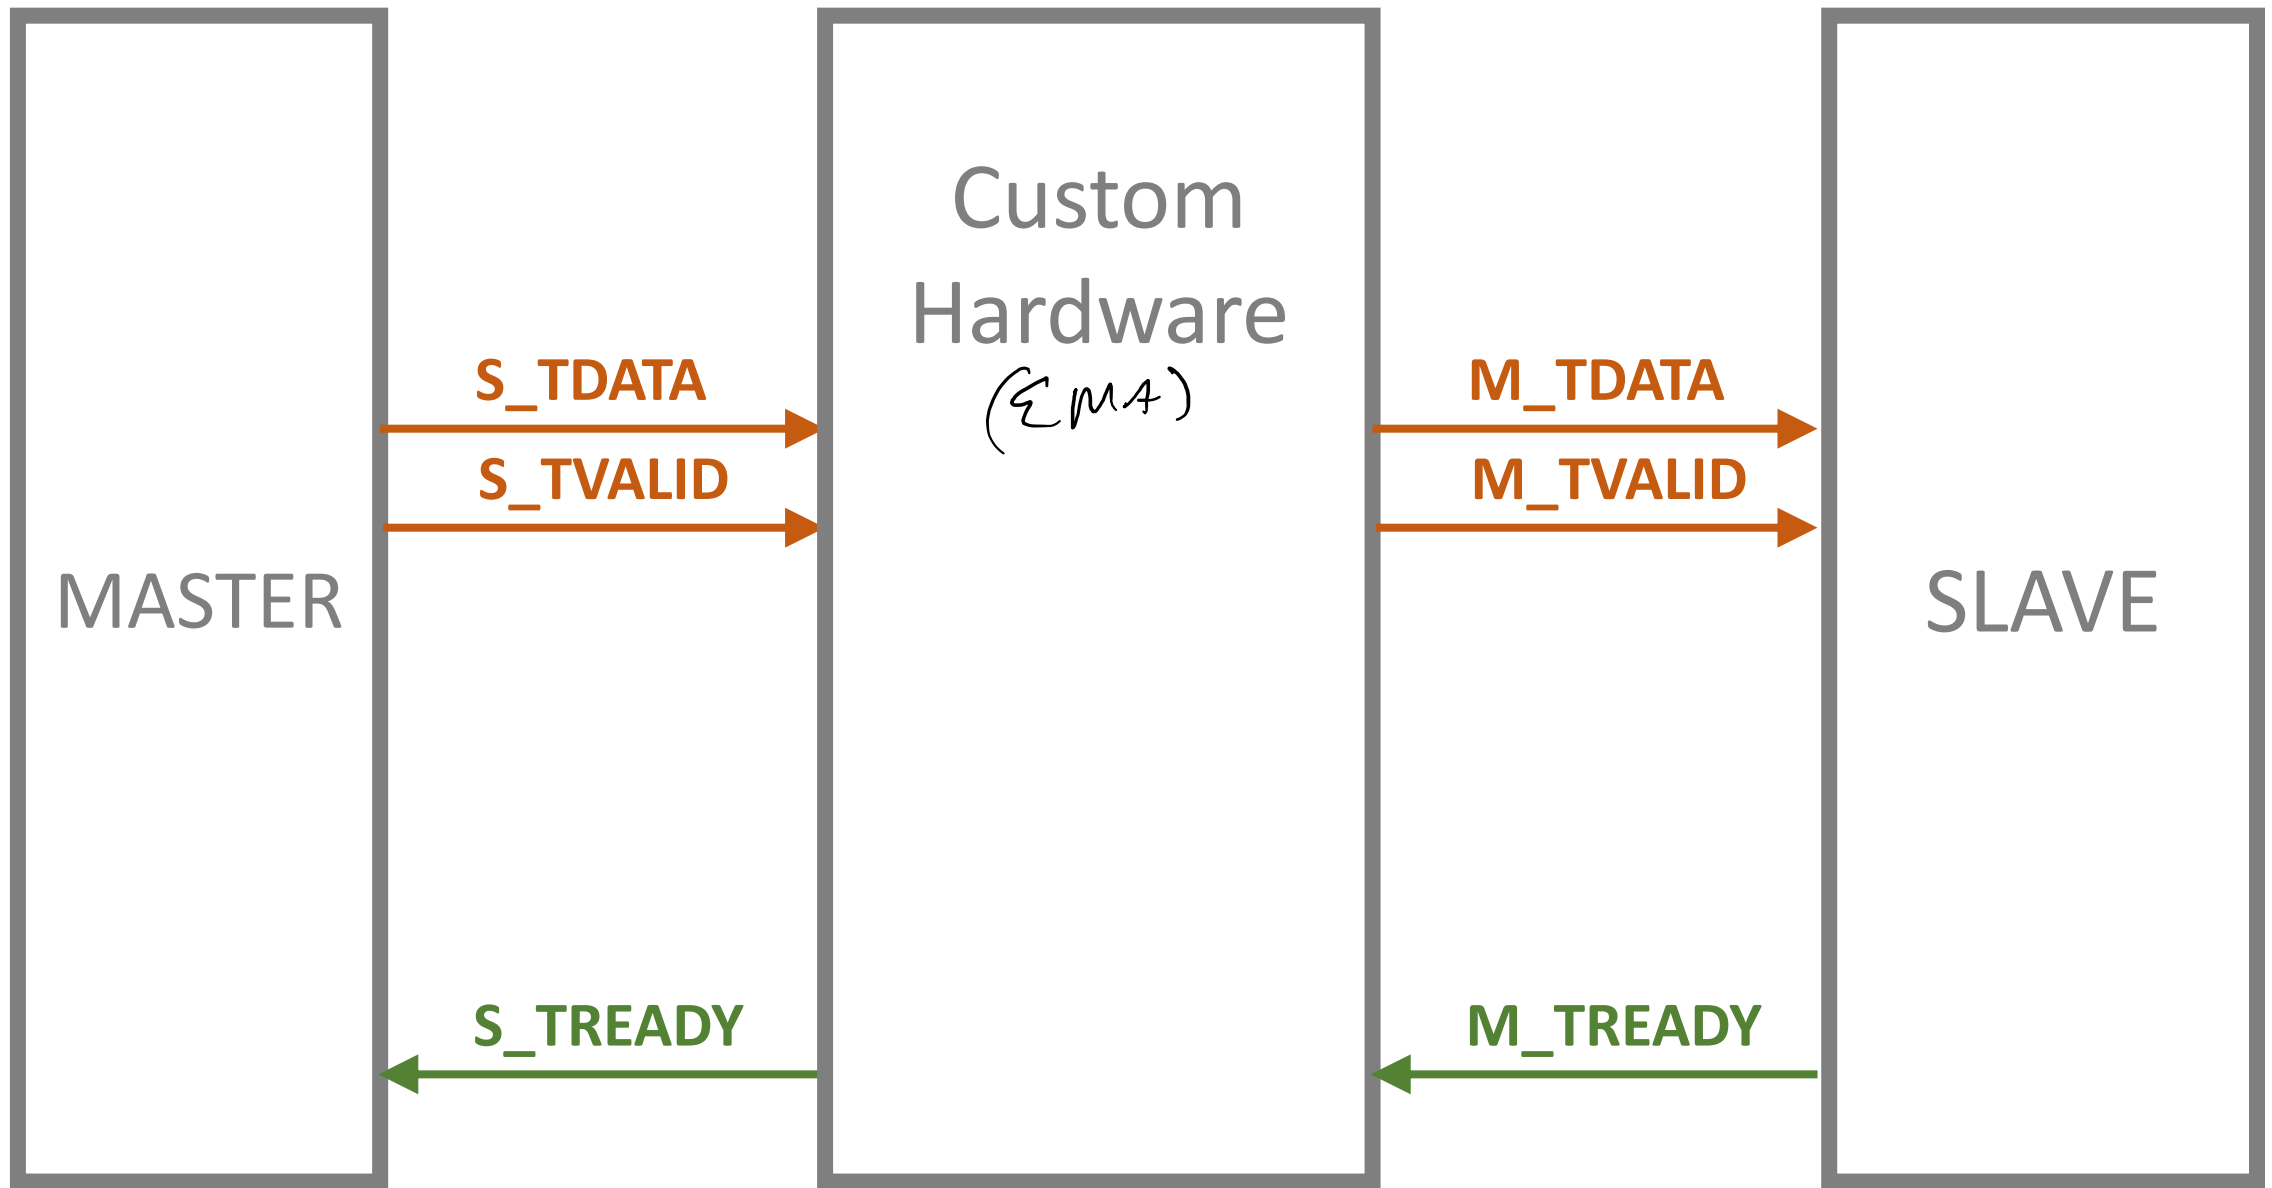 Custom
Hardware
(EMA)
S_TDATA
M_TDATA
S_TVALID
M_TVALID
MASTER
SLAVE
S_TREADY
M_TREADY